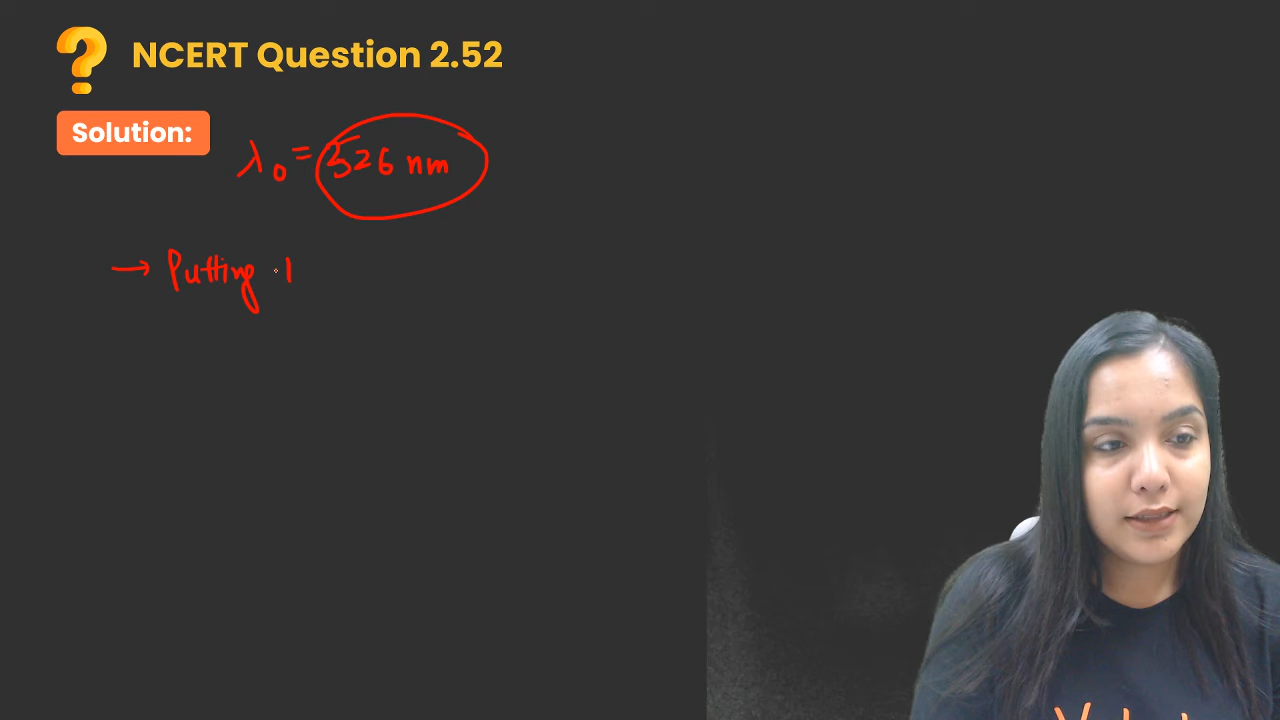 ? NCERT Question 2.52
Solution:
λ₀ = 526 nm
→ Putting